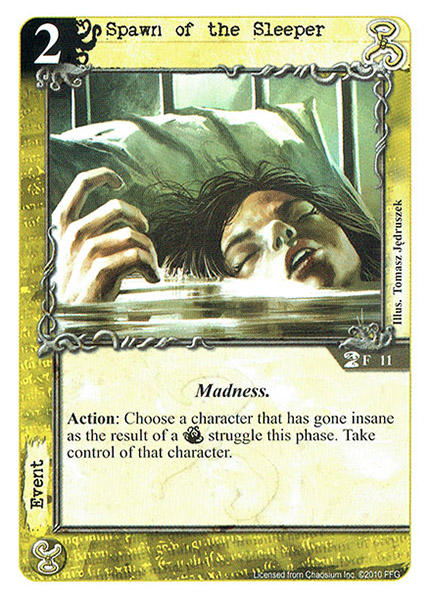 2
Spawn of the Sleeper
Illus. Tomasz Jędruszek
F 11
Madness.
Action: Choose a character that has gone insane
as the result of a struggle this phase. Take
control of that character.
Event
Licensed from Chaosium Inc. ©2010 FFG